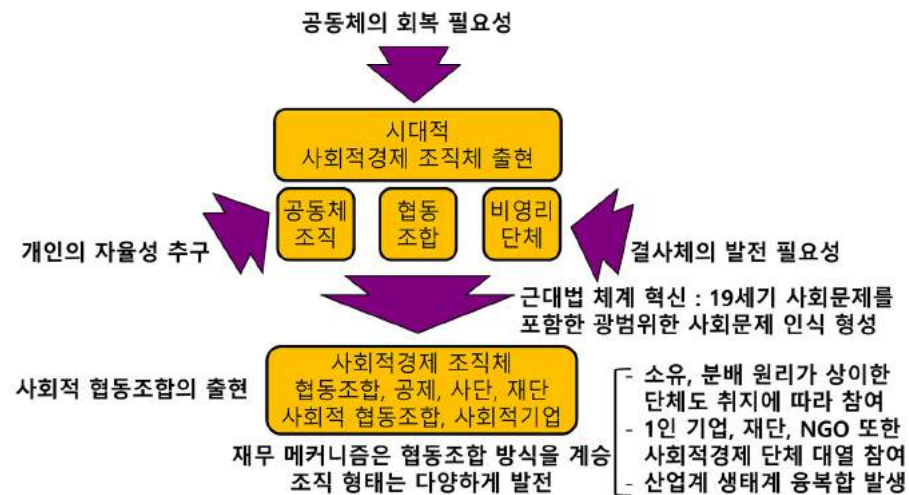 공동체의 회복 필요성
시대적
사회적경제 조직체 출현
공동체
조직
협동
조합
비영리
단체
개인의 자율성 추구
결사체의 발전 필요성
근대법 체계 혁신 : 19세기 사회문제를
포함한 광범위한 사회문제 인식 형성
사회적 협동조합의 출현
사회적경제 조직체
협동조합, 공제, 사단, 재단
사회적 협동조합, 사회적기업
재무 메커니즘은 협동조합 방식을 계승
조직 형태는 다양하게 발전
- 소유, 분배 원리가 상이한
단체도 취지에 따라 참여
- 1인 기업, 재단, NGO 또한
사회적경제 단체 대열 참여
- 산업계 생태계 융복합 발생